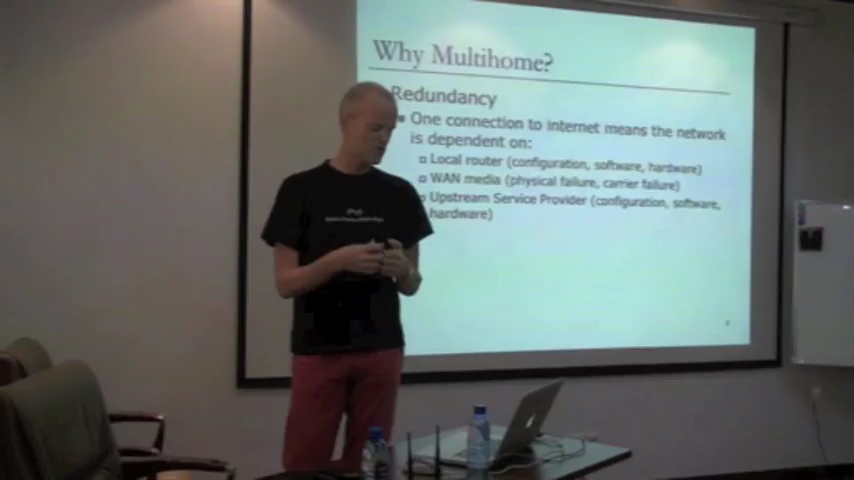 Why Multihome?
Redundancy
One connection to internet means the network
is dependent on:
Local router (configuration, software, hardware)
WAN media (physical failure, carrier failure)
Upstream Service Provider (configuration, software,
hardware)